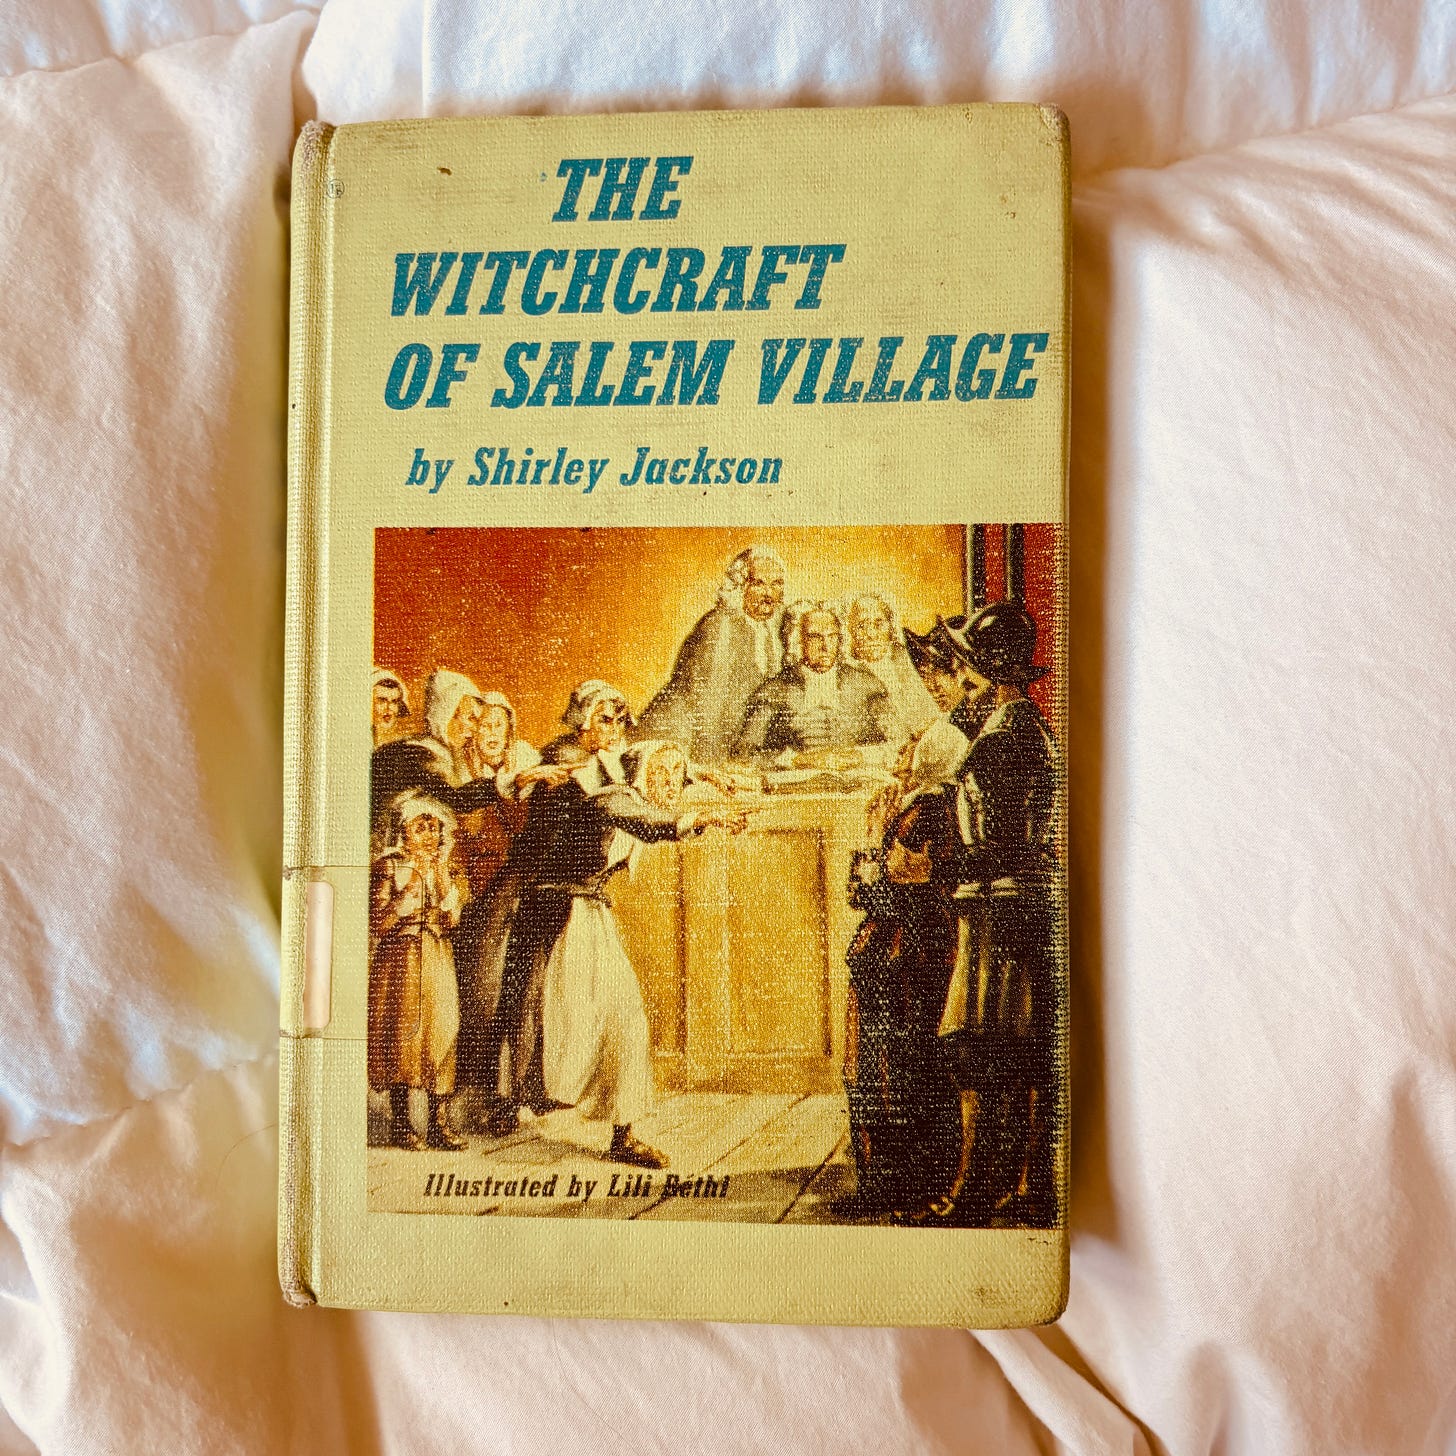 THE
WITCHCRAFT
OF SALEM VILLAGE
by Shirley Jackson
Illustrated by Lili Réthi